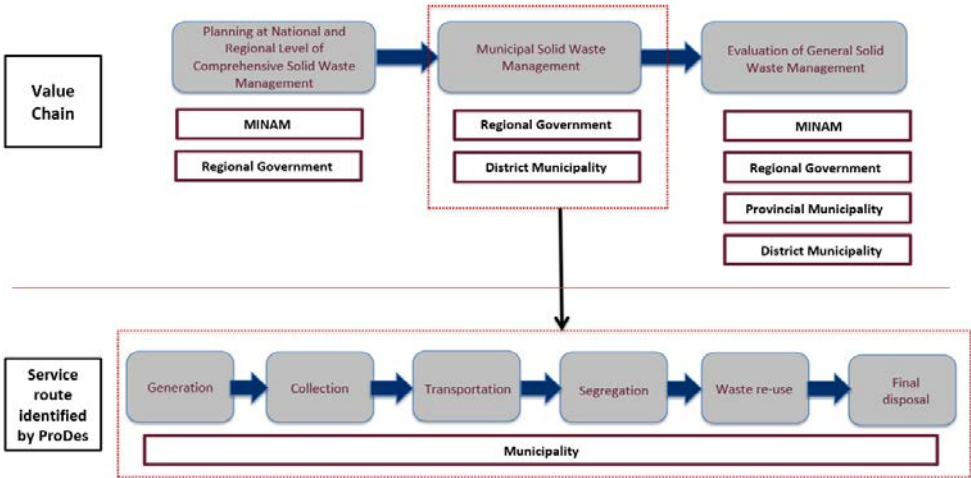 Value
Chain
Planning at National and
Regional Level of
Comprehensive Solid Waste
Management
MINAM
Regional Government
Municipal Solid Waste
Management
Regional Government
District Municipality
Evaluation of General Solid
Waste Management
MINAM
Regional Government
Provincial Municipality
District Municipality
Service
route
identified
by ProDes
Generation
Collection
Transportation
Segregation
Waste re-use
Final
disposal
Municipality